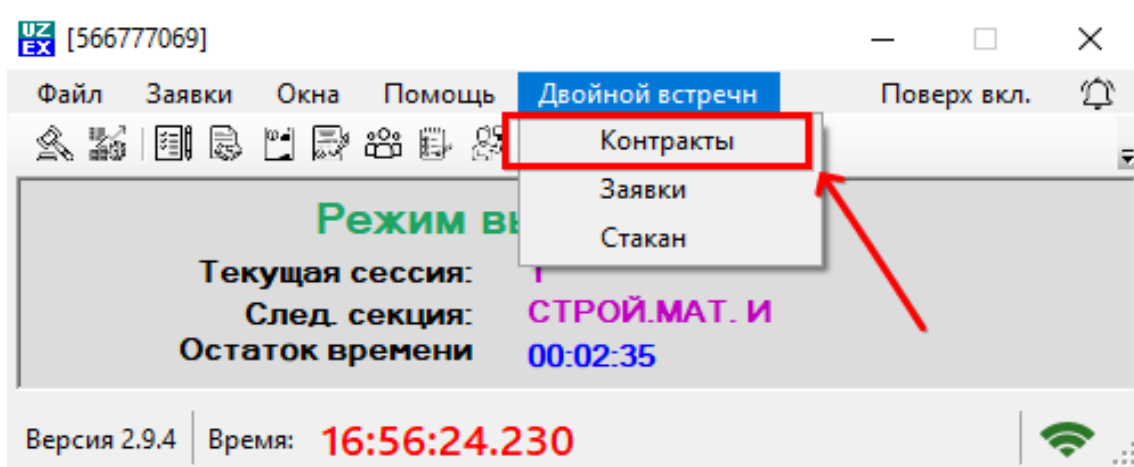 UZ
EX [566777069]
Файл Заявки Окна Помощь Двойной встречн Поверх вкл.
Контракты
Заявки
Стакан
Режим
Текущая сессия: 1
След. секция: СТРОЙ.МАТ. И
Остаток времени 00:02:35
Версия 2.9.4 Время: 16:56:24.230